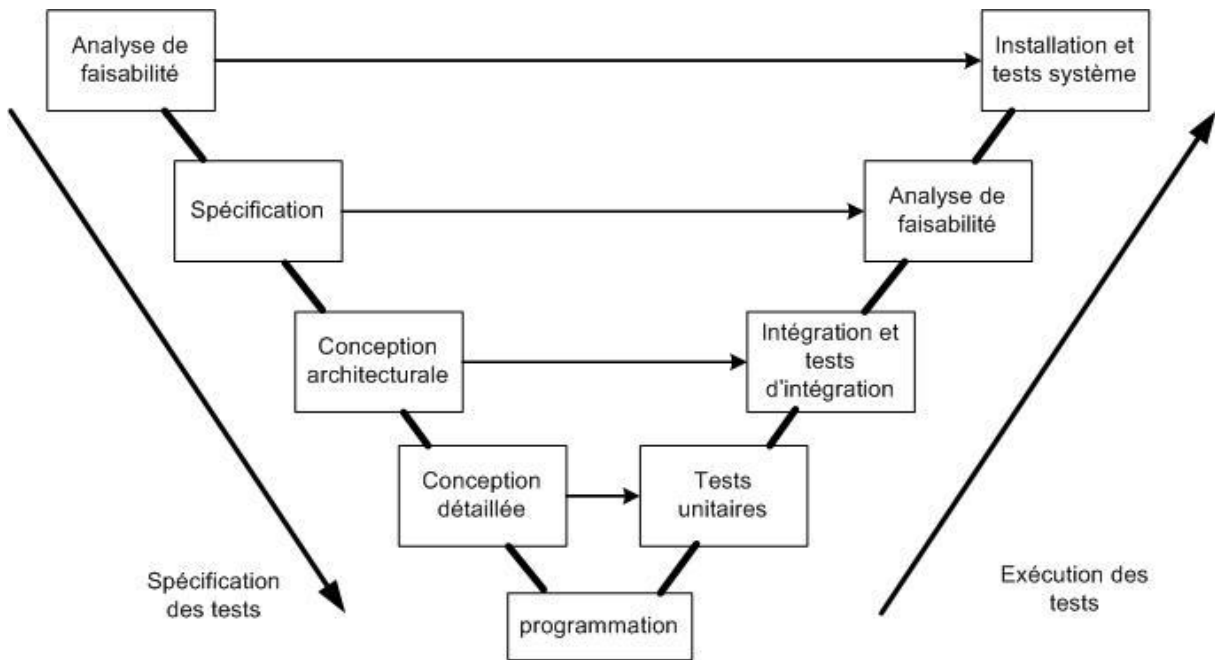 Analyse de
faisabilité
Installation et
tests système
Spécification
Analyse de
faisabilité
Conception
architecturale
Intégration et
tests
d'intégration
Conception
détaillée
Tests
unitaires
Spécification
des tests
programmation
Exécution des
tests